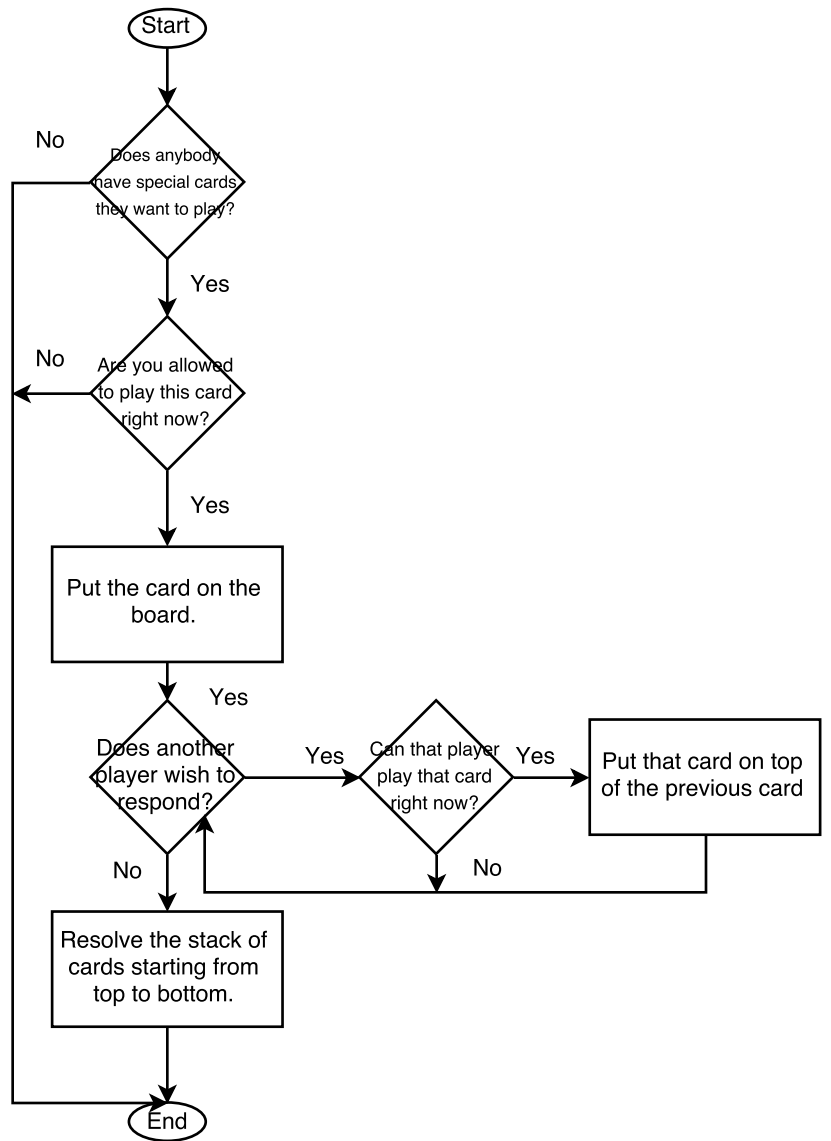 Start
No
Does anybody
have special cards
they want to play?
Yes
No
Are you allowed
to play this card
right now?
Yes
Put the card on the
board.
Yes
Does another
player wish to
respond?
Yes
Can that player
play that card
right now?
Yes
Put that card on top
of the previous card
No
No
Resolve the stack of
cards starting from
top to bottom.
End